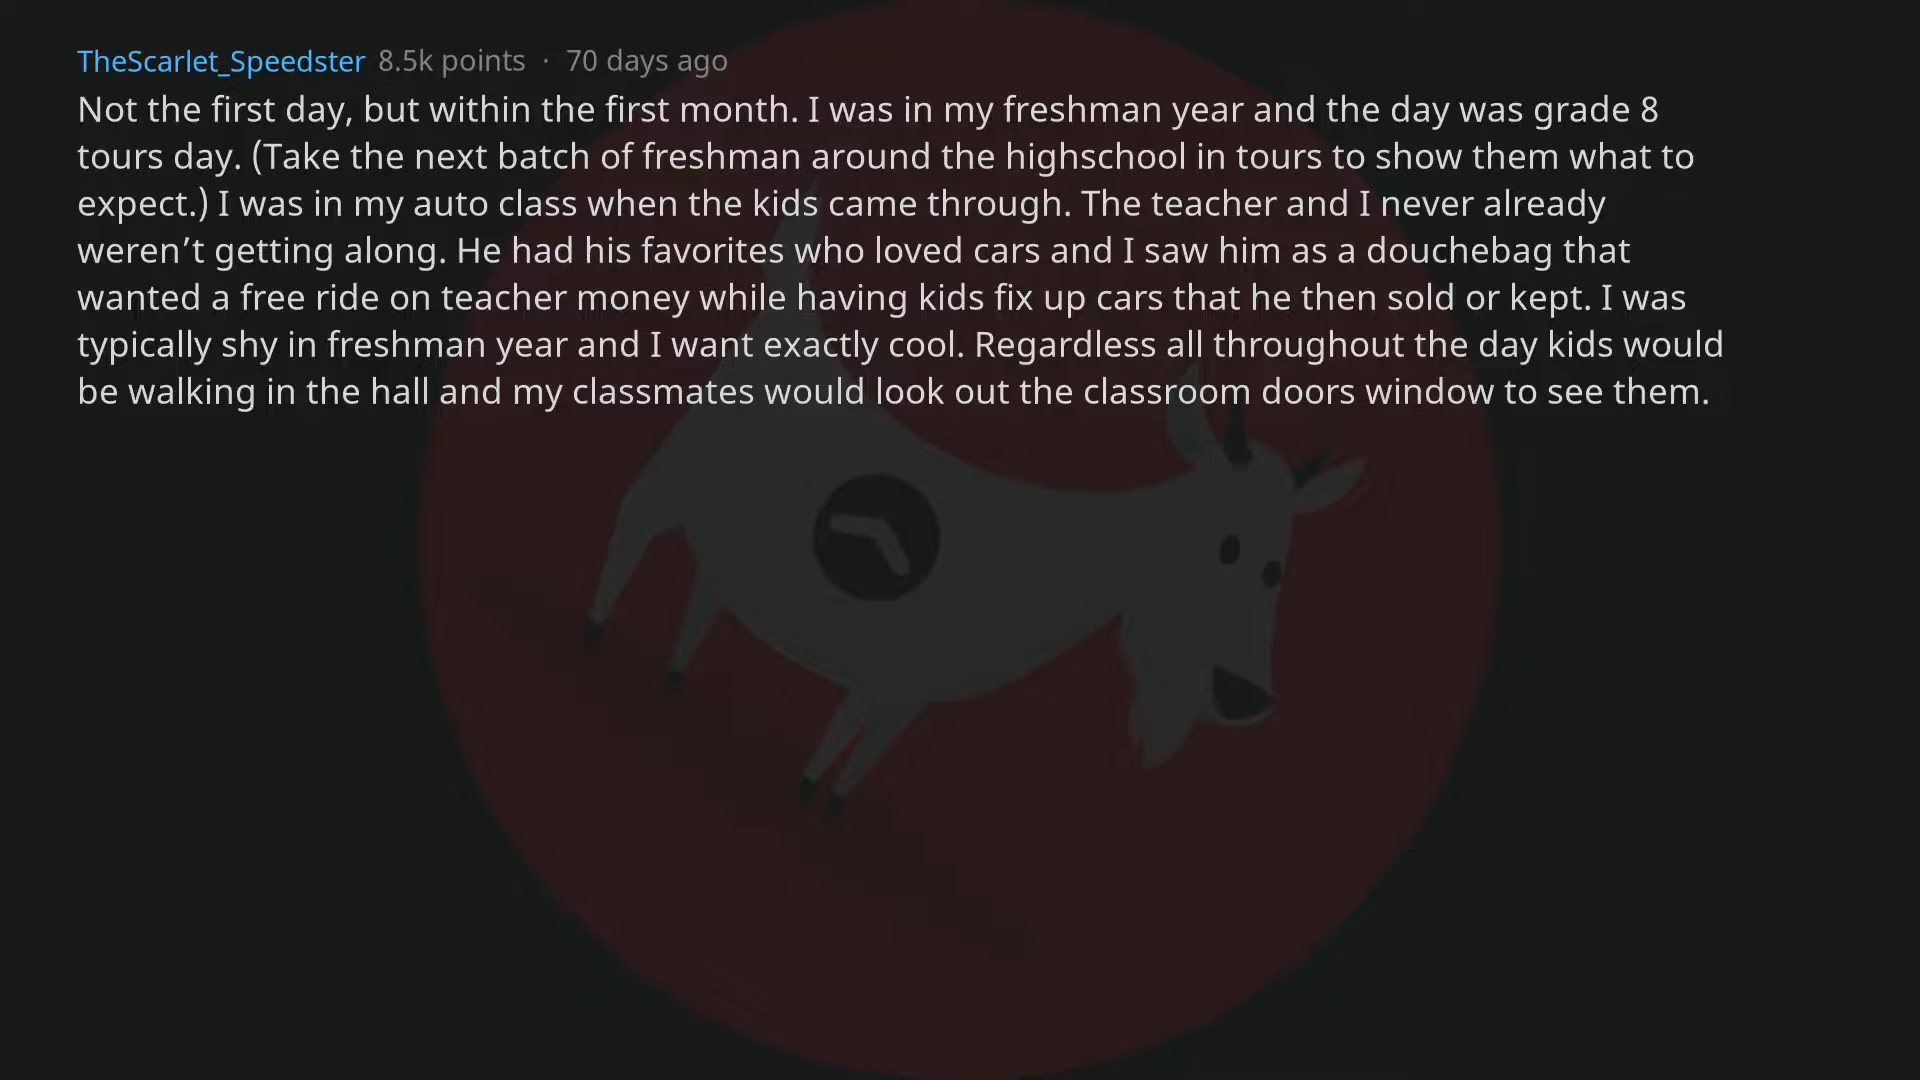 TheScarlet_Speedster 8.5k points · 70 days ago
Not the first day, but within the first month. I was in my freshman year and the day was grade 8
tours day. (Take the next batch of freshman around the highschool in tours to show them what to
expect.) I was in my auto class when the kids came through. The teacher and I never already
weren’t getting along. He had his favorites who loved cars and I saw him as a douchebag that
wanted a free ride on teacher money while having kids fix up cars that he then sold or kept. I was
typically shy in freshman year and I want exactly cool. Regardless all throughout the day kids would
be walking in the hall and my classmates would look out the classroom doors window to see them.